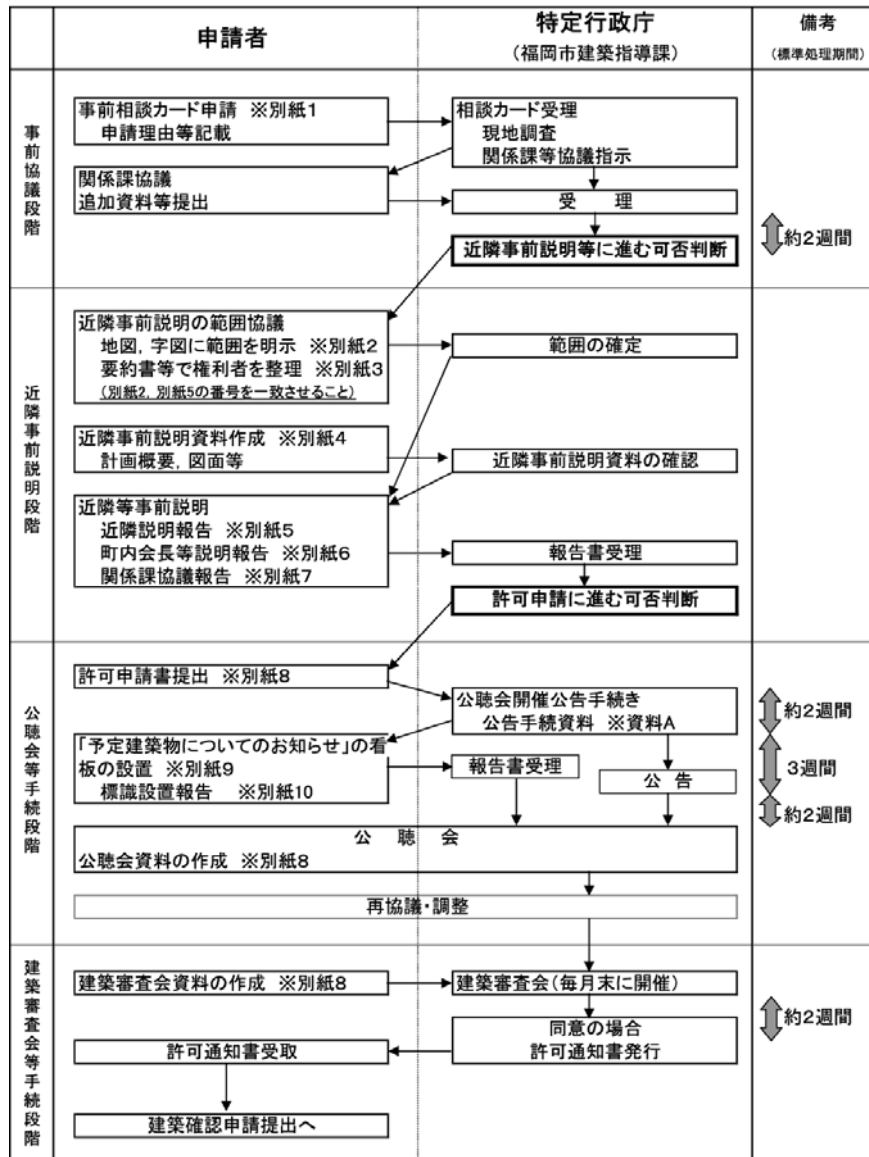 申請者
特定行政庁
(福岡市建築指導課)
備考
(標準処理期間)
事前協議段階
事前相談カード申請 ※別紙1
申請理由等記載
相談カード受理
現地調査
関係課等協議指示
関係課協議
追加資料等提出
受 理
近隣事前説明等に進む可否判断
約2週間
近隣事前説明段階
近隣事前説明の範囲協議
地図，字図に範囲を明示 ※別紙2
要約書等で権利者を整理 ※別紙3
(別紙2，別紙5の番号を一致させること)
範囲の確定
近隣事前説明資料作成 ※別紙4
計画概要，図面等
近隣事前説明資料の確認
近隣等事前説明
近隣説明報告 ※別紙5
町内会長等説明報告 ※別紙6
関係課協議報告 ※別紙7
報告書受理
許可申請に進む可否判断
公聴会等手続段階
許可申請書提出 ※別紙8
公聴会開催公告手続き
公告手続資料 ※資料A
約2週間
「予定建築物についてのお知らせ」の看
板の設置 ※別紙9
標識設置報告 ※別紙10
報告書受理
公 告
3週間
約2週間
公 聴 会
公聴会資料の作成 ※別紙8
再協議・調整
建築審査会等手続段階
建築審査会資料の作成 ※別紙8
建築審査会(毎月末に開催)
同意の場合
許可通知書発行
約2週間
許可通知書受取
建築確認申請提出へ